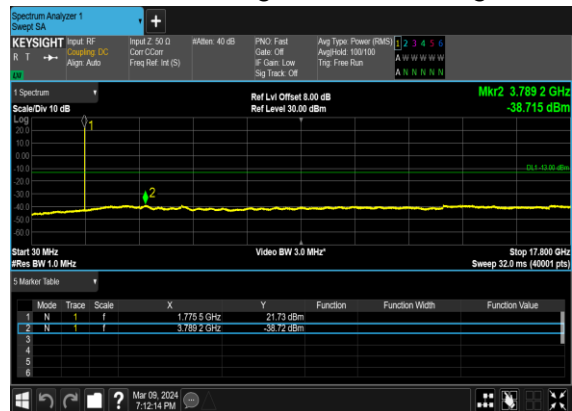 Spectrum Analyzer 1
Swept SA
KEYSIGHT Input: RF Input Z: 50 Ω #Atten: 40 dB PNO: Fast Avg Type: Power (RMS) 1 2 3 4 5 6
R T Coupling: DC Corr CCorr Gate: Off Avg|Hold: 100/100 A W W W W W
Align: Auto Freq Ref: Int (S) IF Gain: Low Trig: Free Run
LW Sig Track: Off A N N N N N
1 Spectrum Ref Lvl Offset 8.00 dB Mkr2 3.789 2 GHz
Scale/Div 10 dB Ref Level 30.00 dBm -38.715 dBm
Log
1
20.0
10.0
0.00
-10.0 DL1 -13.00 dBm
-20.0
-30.0 2
-40.0
-50.0
-60.0
Start 30 MHz Video BW 3.0 MHz* Stop 17.800 GHz
#Res BW 1.0 MHz Sweep 32.0 ms (40001 pts)
5 Marker Table
Mode Trace Scale X Y Function Function Width Function Value
1 N 1 f 1.775 5 GHz 21.73 dBm
2 N 1 f 3.789 2 GHz -38.72 dBm
3
4
5
6
? Mar 09, 2024
7:12:14 PM